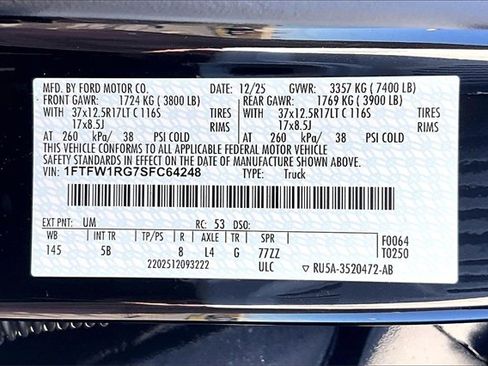 MFD. BY FORD MOTOR CO. DATE: 12/25 GVWR: 3357 KG ( 7400 LB)
FRONT GAWR: 1724 KG ( 3800 LB) REAR GAWR: 1769 KG ( 3900 LB)
WITH 37x12.5R17LT C 116S TIRES WITH 37x12.5R17LT C 116S TIRES
17x8.5J RIMS 17x8.5J RIMS
AT 260 kPa/ 38 PSI COLD AT 260 kPa/ 38 PSI COLD
THIS VEHICLE CONFORMS TO ALL APPLICABLE FEDERAL MOTOR VEHICLE
SAFETY STANDARDS IN EFFECT ON THE DATE OF MANUFACTURE SHOWN ABOVE.
VIN: 1FTFW1RG7SFC64248 TYPE: Truck
EXT PNT: UM RC: 53 DSO:
WB INT TR TP/PS R AXLE TR SPR F0064
145 5B 8 L4 G 77ZZ T0250
2202512093222 ULC ▽ RU5A-3520472-AB